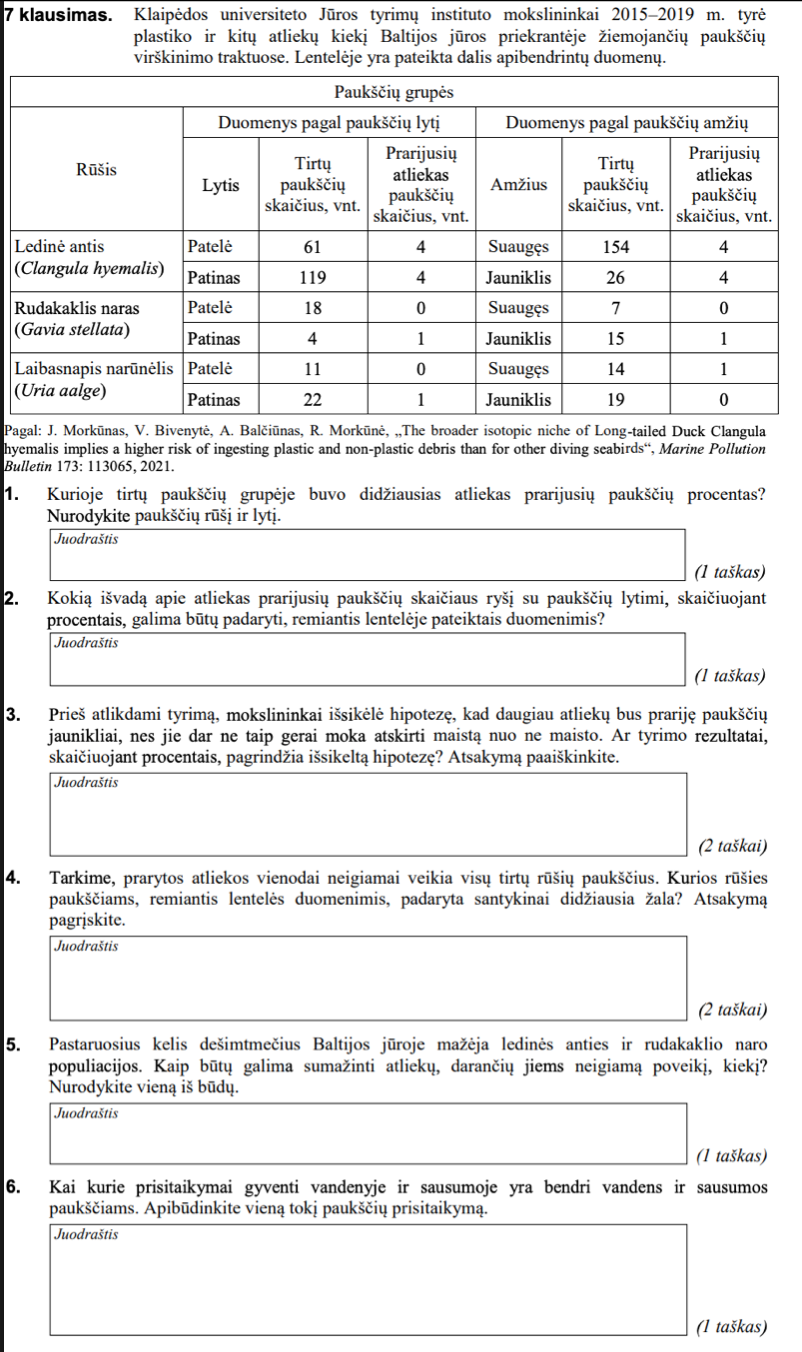 7 klausimas. Klaipėdos universiteto Jūros tyrimų instituto mokslininkai 2015–2019 m. tyrė
plastiko ir kitų atliekų kiekį Baltijos jūros priekrantėje žiemojančių paukščių
virškinimo traktuose. Lentelėje yra pateikta dalis apibendrintų duomenų.
Paukščių grupės
Rūšis
Duomenys pagal paukščių lytį
Duomenys pagal paukščių amžių
Lytis
Tirtų
paukščių
skaičius, vnt.
Prarijusių
atliekas
paukščių
skaičius, vnt.
Amžius
Tirtų
paukščių
skaičius, vnt.
Prarijusių
atliekas
paukščių
skaičius, vnt.
Ledinė antis
(Clangula hyemalis)
Patelė 61 4 Suaugęs 154 4
Patinas 119 4 Jauniklis 26 4
Rudakaklis naras
(Gavia stellata)
Patelė 18 0 Suaugęs 7 0
Patinas 4 1 Jauniklis 15 1
Laibasnapis narūnėlis
(Uria aalge)
Patelė 11 0 Suaugęs 14 1
Patinas 22 1 Jauniklis 19 0
Pagal: J. Morkūnas, V. Bivenytė, A. Balčiūnas, R. Morkūnė, „The broader isotopic niche of Long-tailed Duck Clangula
hyemalis implies a higher risk of ingesting plastic and non-plastic debris than for other diving seabirds“, Marine Pollution
Bulletin 173: 113065, 2021.
1. Kurioje tirtų paukščių grupėje buvo didžiausias atliekas prarijusių paukščių procentas?
Nurodykite paukščių rūšį ir lytį.
Juodraštis
(1 taškas)
2. Kokią išvadą apie atliekas prarijusių paukščių skaičiaus ryšį su paukščių lytimi, skaičiuojant
procentais, galima būtų padaryti, remiantis lentelėje pateiktais duomenimis?
Juodraštis
(1 taškas)
3. Prieš atlikdami tyrimą, mokslininkai išsikėlė hipotezę, kad daugiau atliekų bus prariję paukščių
jaunikliai, nes jie dar ne taip gerai moka atskirti maistą nuo ne maisto. Ar tyrimo rezultatai,
skaičiuojant procentais, pagrindžia išsikeltą hipotezę? Atsakymą paaiškinkite.
Juodraštis
(2 taškai)
4. Tarkime, prarytos atliekos vienodai neigiamai veikia visų tirtų rūšių paukščius. Kurios rūšies
paukščiams, remiantis lentelės duomenimis, padaryta santykinai didžiausia žala? Atsakymą
pagrįskite.
Juodraštis
(2 taškai)
5. Pastaruosius kelis dešimtmečius Baltijos jūroje mažėja ledinės anties ir rudakaklio naro
populiacijos. Kaip būtų galima sumažinti atliekų, darančių jiems neigiamą poveikį, kiekį?
Nurodykite vieną iš būdų.
Juodraštis
(1 taškas)
6. Kai kurie prisitaikymai gyventi vandenyje ir sausumoje yra bendri vandens ir sausumos
paukščiams. Apibūdinkite vieną tokį paukščių prisitaikymą.
Juodraštis
(1 taškas)